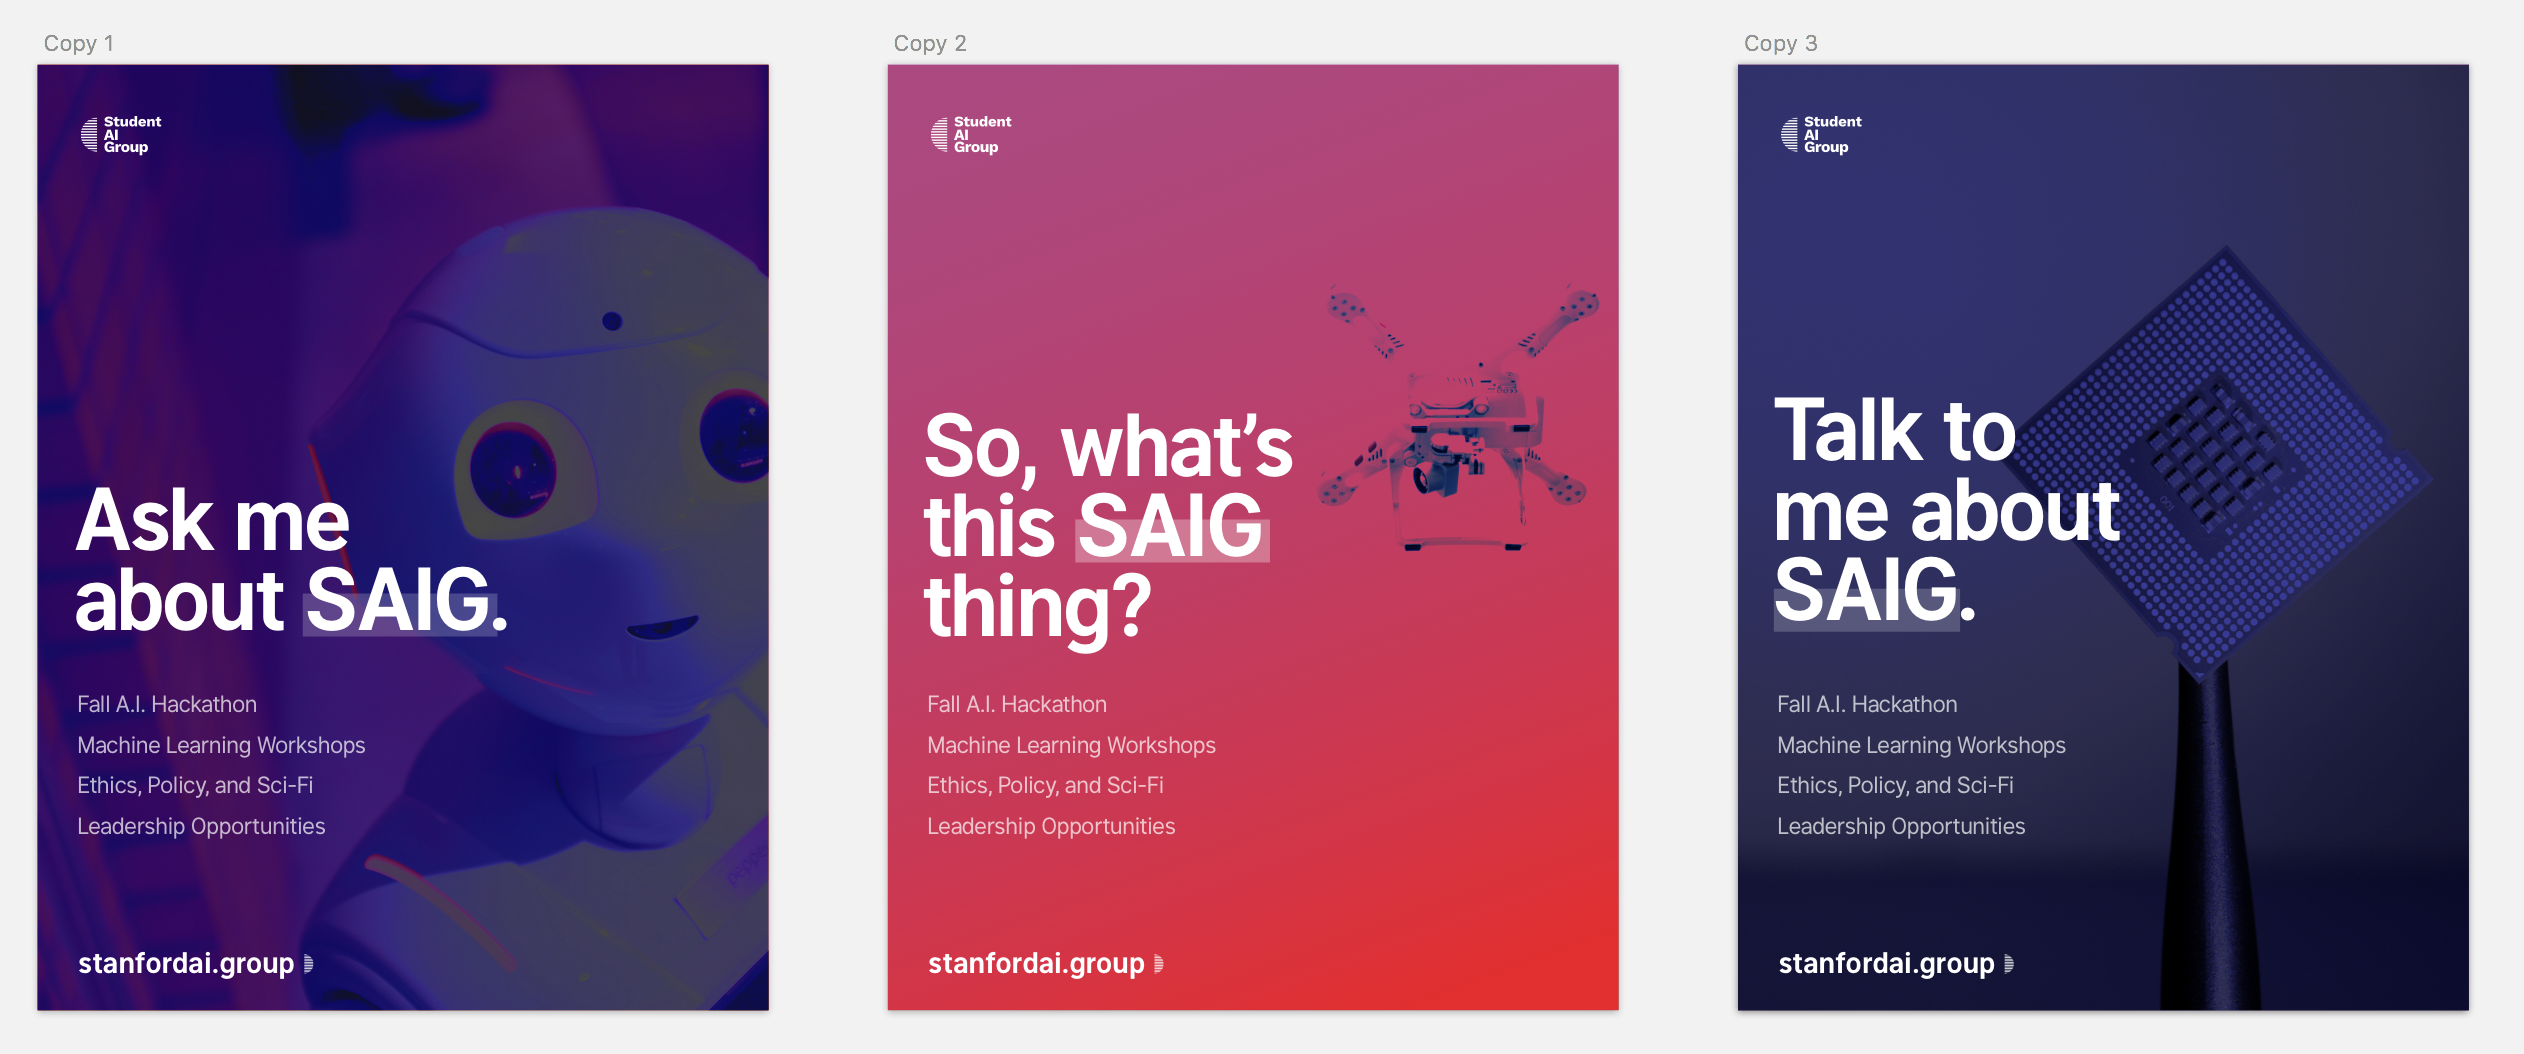 Copy 1
Student
AI
Group
Ask me
about SAIG.
Fall A.I. Hackathon
Machine Learning Workshops
Ethics, Policy, and Sci-Fi
Leadership Opportunities
stanfordai.group
Copy 2
Student
AI
Group
So, what’s
this SAIG
thing?
Fall A.I. Hackathon
Machine Learning Workshops
Ethics, Policy, and Sci-Fi
Leadership Opportunities
stanfordai.group
Copy 3
Student
AI
Group
Talk to
me about
SAIG.
Fall A.I. Hackathon
Machine Learning Workshops
Ethics, Policy, and Sci-Fi
Leadership Opportunities
stanfordai.group